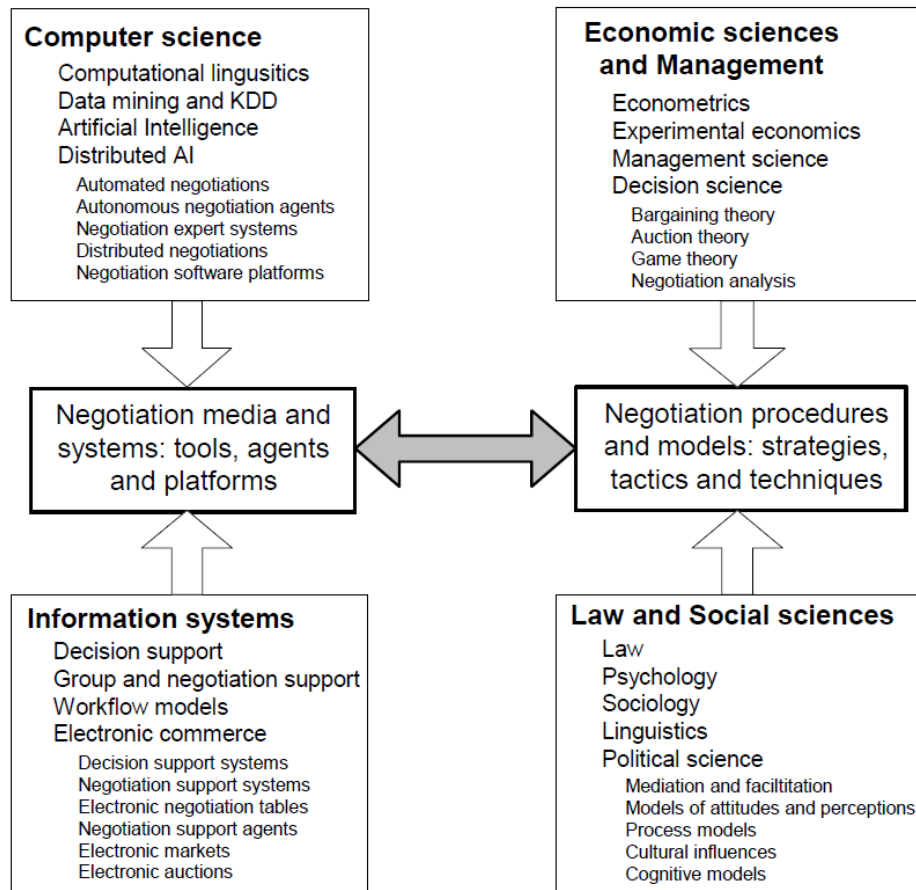 Computer science
Computational lingusitics
Data mining and KDD
Artificial Intelligence
Distributed AI
Automated negotiations
Autonomous negotiation agents
Negotiation expert systems
Distributed negotiations
Negotiation software platforms
Economic sciences
and Management
Econometrics
Experimental economics
Management science
Decision science
Bargaining theory
Auction theory
Game theory
Negotiation analysis
Negotiation media and
systems: tools, agents
and platforms
Negotiation procedures
and models: strategies,
tactics and techniques
Information systems
Decision support
Group and negotiation support
Workflow models
Electronic commerce
Decision support systems
Negotiation support systems
Electronic negotiation tables
Negotiation support agents
Electronic markets
Electronic auctions
Law and Social sciences
Law
Psychology
Sociology
Linguistics
Political science
Mediation and faciltitation
Models of attitudes and perceptions
Process models
Cultural influences
Cognitive models